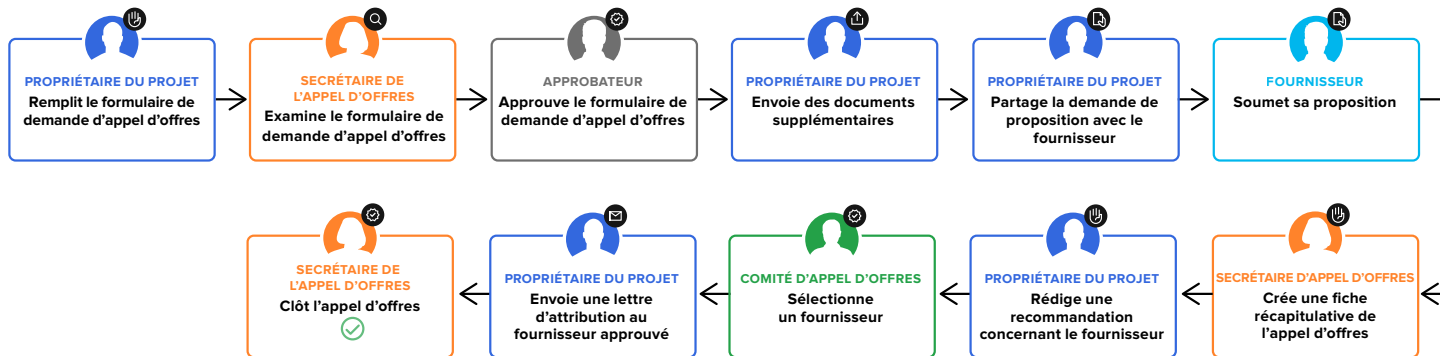 PROPRIÉTAIRE DU PROJET
Remplit le formulaire de
demande d’appel d’offres
SECRÉTAIRE DE
L’APPEL D’OFFRES
Examine le formulaire de
demande d’appel d’offres
APPROBATEUR
Approuve le formulaire de
demande d’appel d’offres
PROPRIÉTAIRE DU PROJET
Envoie des documents
supplémentaires
PROPRIÉTAIRE DU PROJET
Partage la demande de
proposition avec le
fournisseur
FOURNISSEUR
Soumet sa proposition
SECRÉTAIRE D’APPEL D’OFFRES
Crée une fiche
récapitulative de
l’appel d’offres
PROPRIÉTAIRE DU PROJET
Rédige une
recommandation
concernant le fournisseur
COMITÉ D’APPEL D’OFFRES
Sélectionne
un fournisseur
PROPRIÉTAIRE DU PROJET
Envoie une lettre
d’attribution au
fournisseur approuvé
SECRÉTAIRE DE
L’APPEL D’OFFRES
Clôt l’appel d’offres